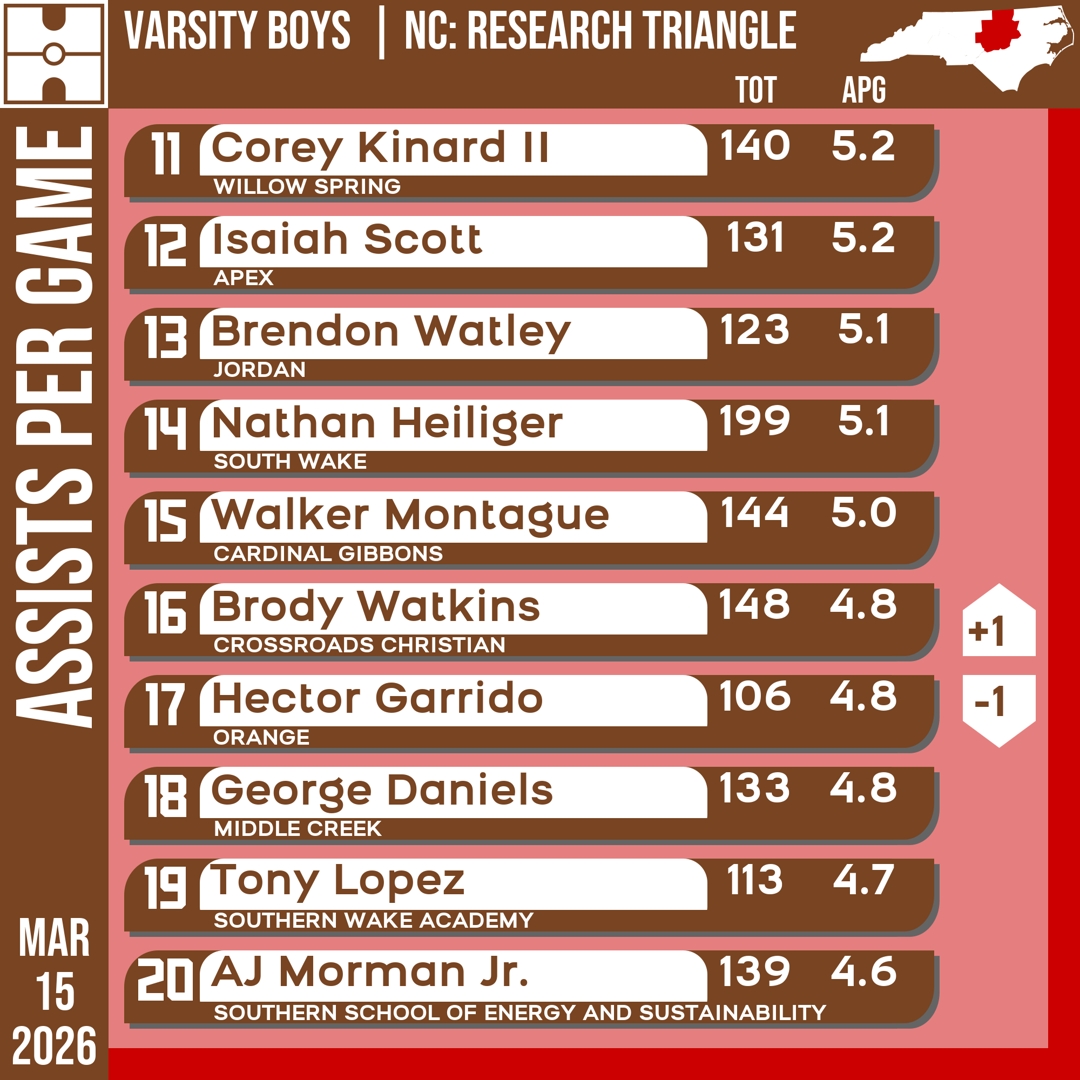 VARSITY BOYS | NC: RESEARCH TRIANGLE
TOT APG
ASSISTS PER GAME
11 Corey Kinard II 140 5.2
WILLOW SPRING
12 Isaiah Scott 131 5.2
APEX
13 Brendon Watley 123 5.1
JORDAN
14 Nathan Heiliger 199 5.1
SOUTH WAKE
15 Walker Montague 144 5.0
CARDINAL GIBBONS
16 Brody Watkins 148 4.8 +1
CROSSROADS CHRISTIAN
17 Hector Garrido 106 4.8 -1
ORANGE
18 George Daniels 133 4.8
MIDDLE CREEK
19 Tony Lopez 113 4.7
SOUTHERN WAKE ACADEMY
20 AJ Morman Jr. 139 4.6
SOUTHERN SCHOOL OF ENERGY AND SUSTAINABILITY
MAR
15
2026